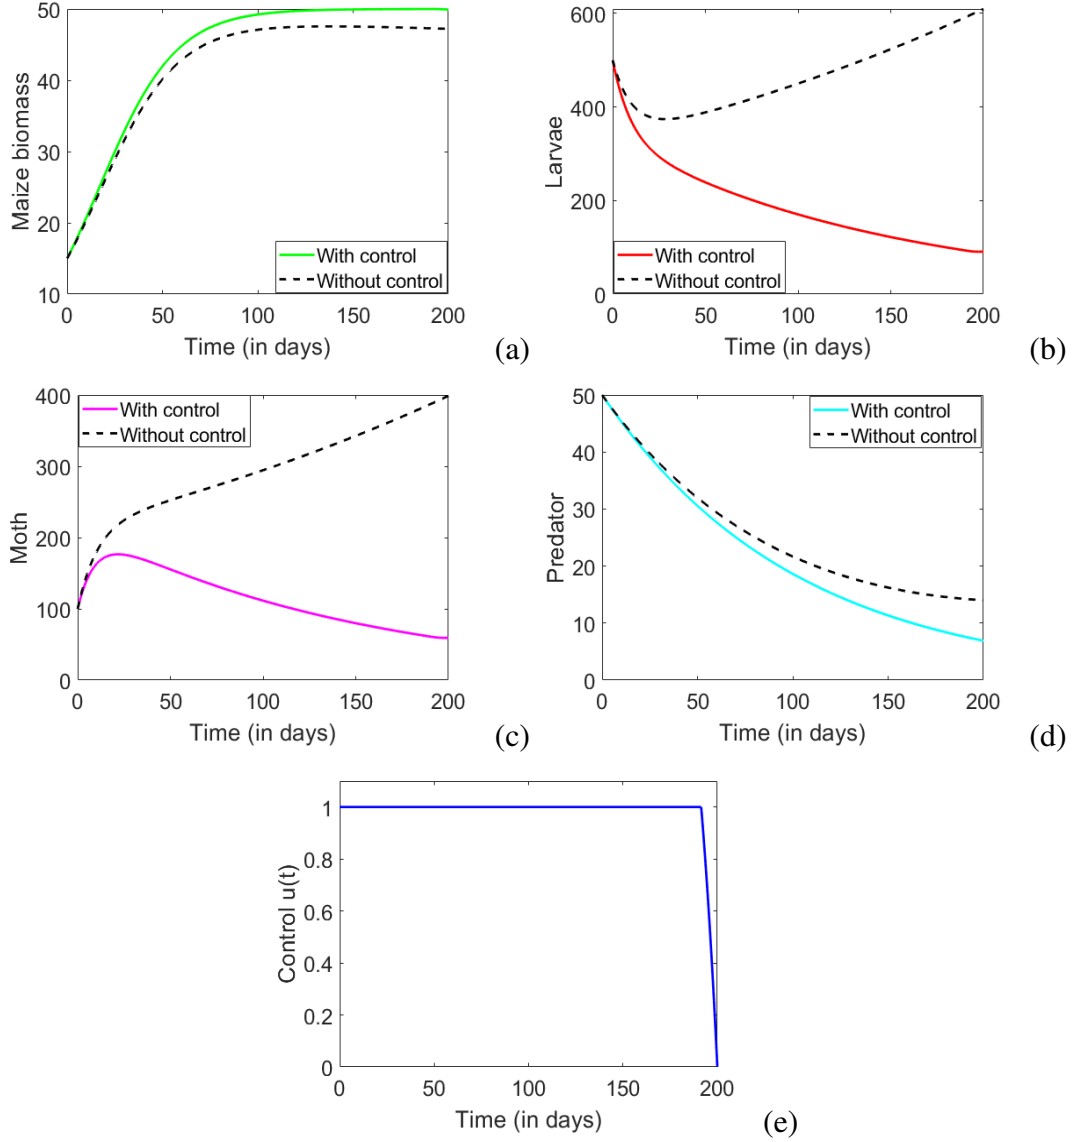 50
40
30
20
10
Maize biomass
With control
Without control
0 50 100 150 200
Time (in days)
(a)
600
400
200
0
Larvae
With control
Without control
0 50 100 150 200
Time (in days)
(b)
400
300
200
100
0
Moth
With control
Without control
0 50 100 150 200
Time (in days)
(c)
50
40
30
20
10
0
Predator
With control
Without control
0 50 100 150 200
Time (in days)
(d)
1
0.8
0.6
0.4
0.2
0
Control u(t)
0 50 100 150 200
Time (in days)
(e)